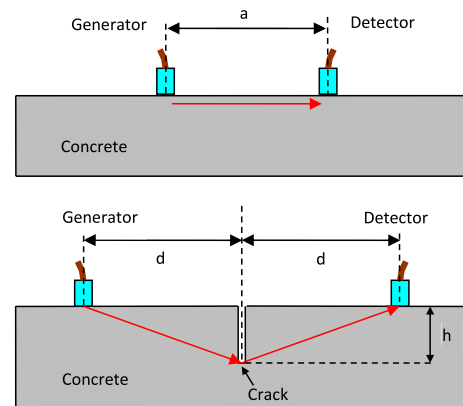 Generator
a
Detector
Concrete
Generator
Detector
d
d
h
Concrete
Crack